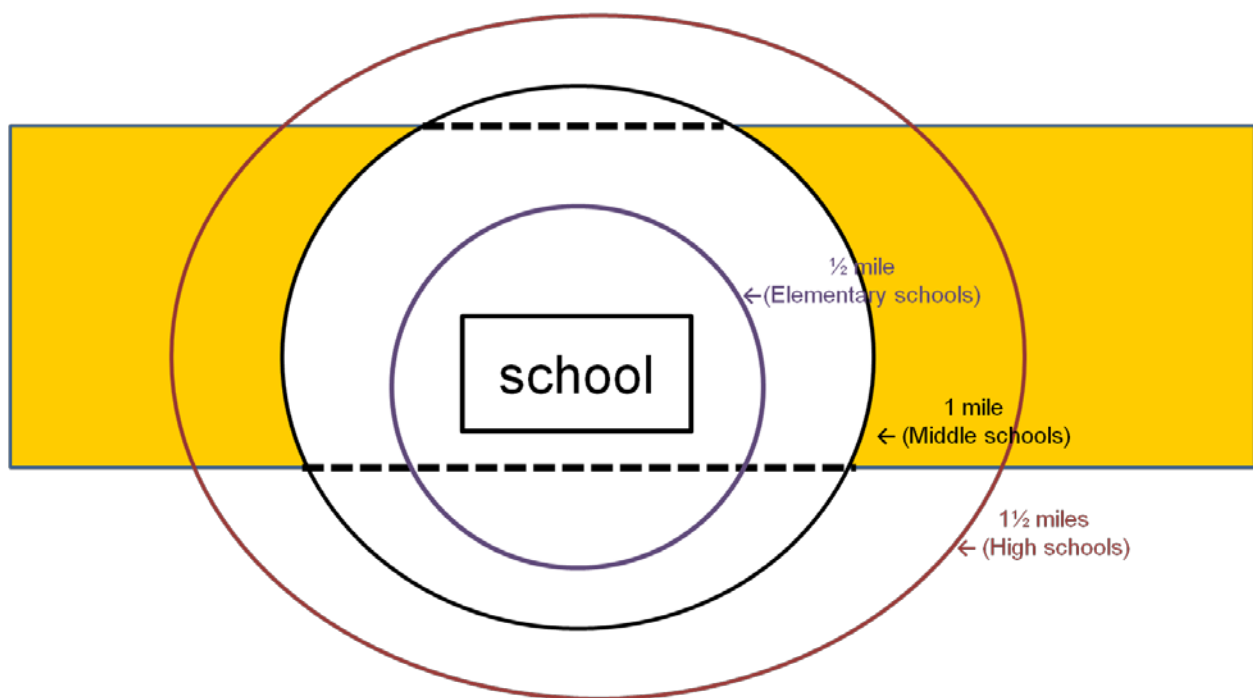 ½ mile
←(Elementary schools)
school
1 mile
← (Middle schools)
1½ miles
← (High schools)